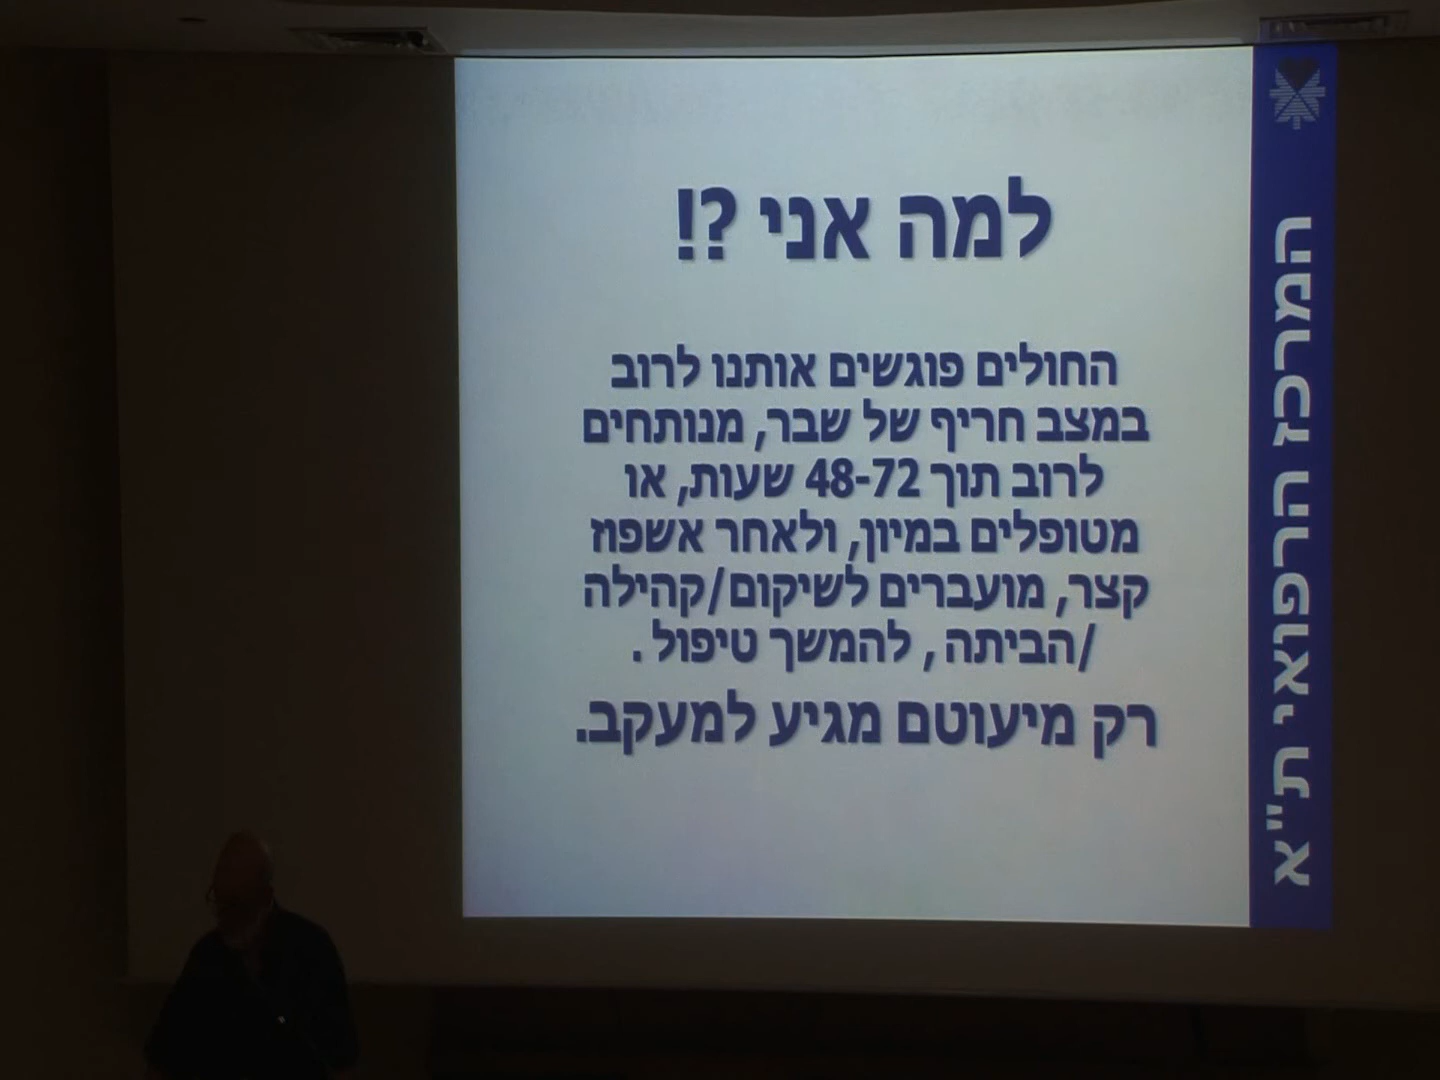 למה אני ?!
החולים פוגשים אותנו לרוב
במצב חריף של שבר, מנותחים
לרוב תוך 48-72 שעות, או
מטופלים במיון, ולאחר אשפוז
קצר, מועברים לשיקום/קהילה
/הביתה , להמשך טיפול .
רק מיעוטם מגיע למעקב.
המרכז הרפואי ת"א